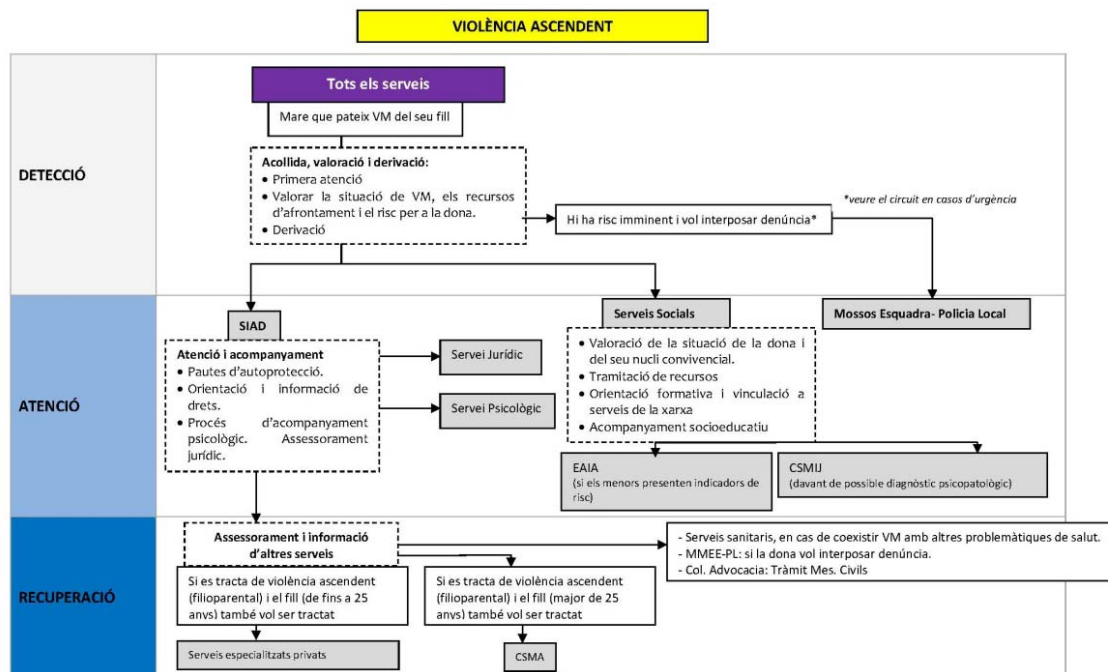 VIOLÈNCIA ASCENDENT
DETECCIÓ
Tots els serveis
Mare que pateix VM del seu fill
Acollida, valoració i derivació:
• Primera atenció
• Valorar la situació de VM, els recursos
d'afrontament i el risc per a la dona.
• Derivació
Hi ha risc imminent i vol interposar denúncia*
*veure el circuit en casos d'urgència
ATENCIÓ
SIAD
Atenció i acompanyament
• Pautes d'autoprotecció.
• Orientació i informació de
drets.
• Procés d'acompanyament
psicològic. Assessorament
jurídic.
Servei Jurídic
Servei Psicològic
Serveis Socials
• Valoració de la situació de la dona i
del seu nucli convivencial.
• Tramitació de recursos
• Orientació formativa i vinculació a
serveis de la xarxa
• Acompanyament socioeducatiu
Mossos Esquadra- Policia Local
EAIA
(si els menors presenten indicadors de
risc)
CSMIJ
(davant de possible diagnòstic psicopatològic)
RECUPERACIÓ
Assessorament i informació
d'altres serveis
- Serveis sanitaris, en cas de coexistir VM amb altres problemàtiques de salut.
- MMEE-PL: si la dona vol interposar denúncia.
- Col. Advocacia: Tràmit Mes. Civils
Si es tracta de violència ascendent
(filioparental) i el fill (de fins a 25
anys) també vol ser tractat
Si es tracta de violència ascendent
(filioparental) i el fill (major de 25
anys) també vol ser tractat
Serveis especialitzats privats
CSMA